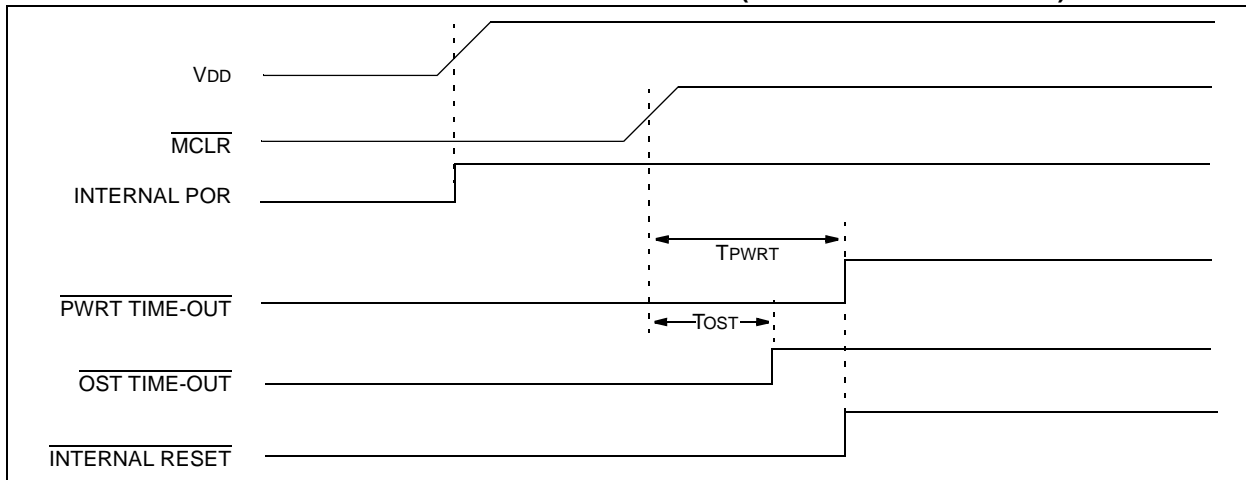 VDD
MCLR
INTERNAL POR
TPWRT
PWRT TIME-OUT
TOST
OST TIME-OUT
INTERNAL RESET